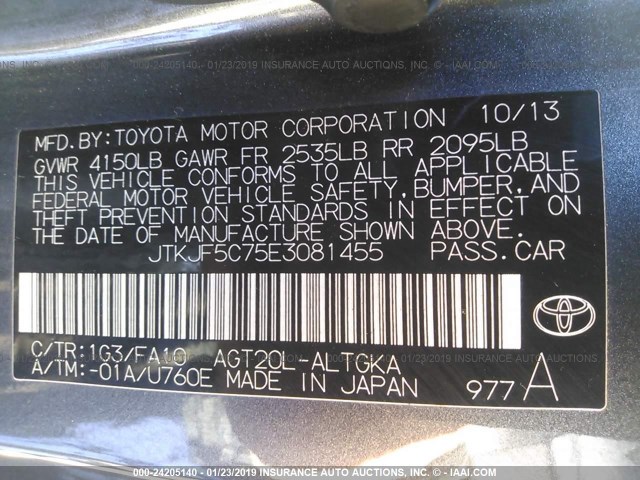 000-24205140 - 01/23/2019 INSURANCE AUTO AUCTIONS, INC. - © IAAI.COM
MFD.BY:TOYOTA MOTOR CORPORATION 10/13
GVWR 4150LB GAWR FR 2535LB RR 2095LB
THIS VEHICLE CONFORMS TO ALL APPLICABLE
FEDERAL MOTOR VEHICLE SAFETY,BUMPER,AND
THEFT PREVENTION STANDARDS IN EFFECT ON
THE DATE OF MANUFACTURE SHOWN ABOVE.
JTKJF5C75E3081455 PASS.CAR
C/TR:1G3/FA10 AGT20L-ALTGKA
A/TM:-01A/U760E MADE IN JAPAN 977A
000-24205140 - 01/23/2019 INSURANCE AUTO AUCTIONS, INC. - © IAAI.COM